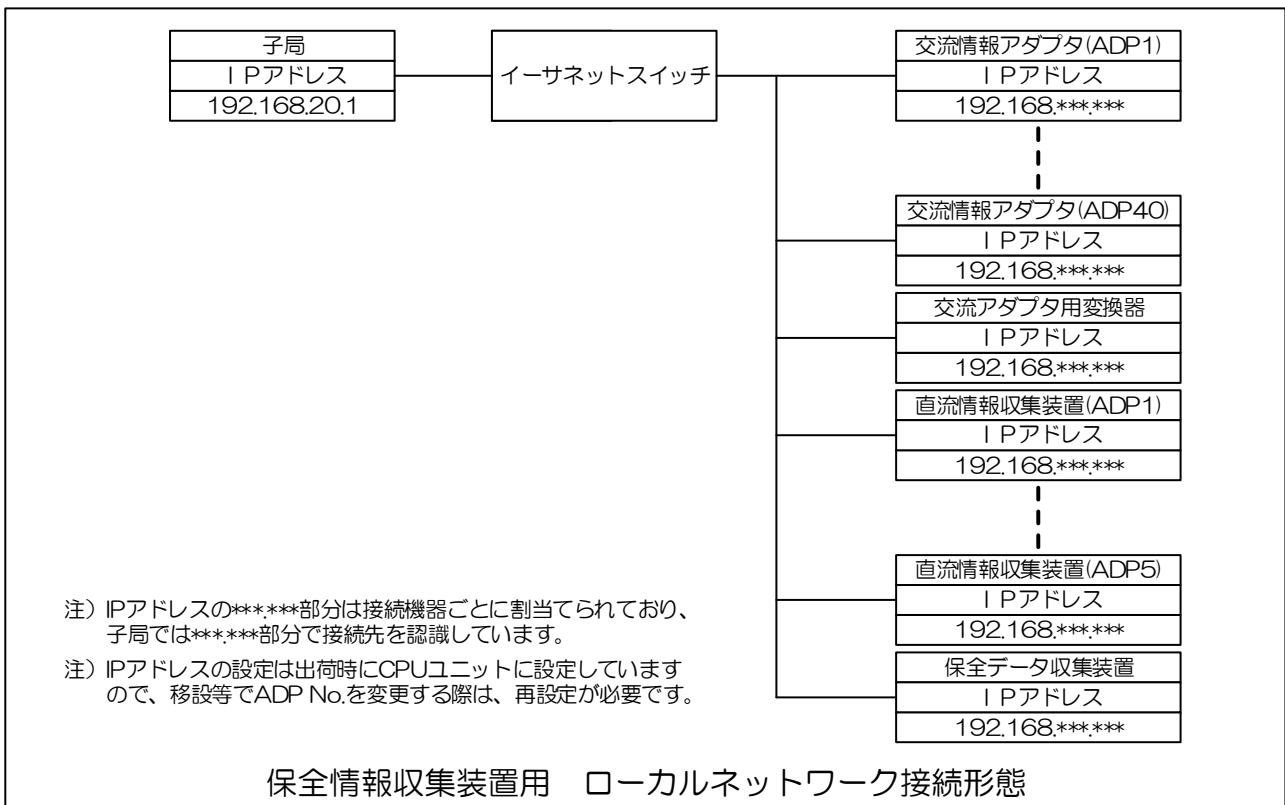 子局
ＩＰアドレス
192.168.20.1
イーサネットスイッチ
交流情報アダプタ(ADP1)
ＩＰアドレス
192.168.***.***
交流情報アダプタ(ADP40)
ＩＰアドレス
192.168.***.***
交流アダプタ用変換器
ＩＰアドレス
192.168.***.***
直流情報収集装置(ADP1)
ＩＰアドレス
192.168.***.***
直流情報収集装置(ADP5)
ＩＰアドレス
192.168.***.***
保全データ収集装置
ＩＰアドレス
192.168.***.***
注）IPアドレスの***.***部分は接続機器ごとに割当てられており、
子局では***.***部分で接続先を認識しています。
注）IPアドレスの設定は出荷時にCPUユニットに設定しています
ので、移設等でADP No.を変更する際は、再設定が必要です。
保全情報収集装置用　ローカルネットワーク接続形態